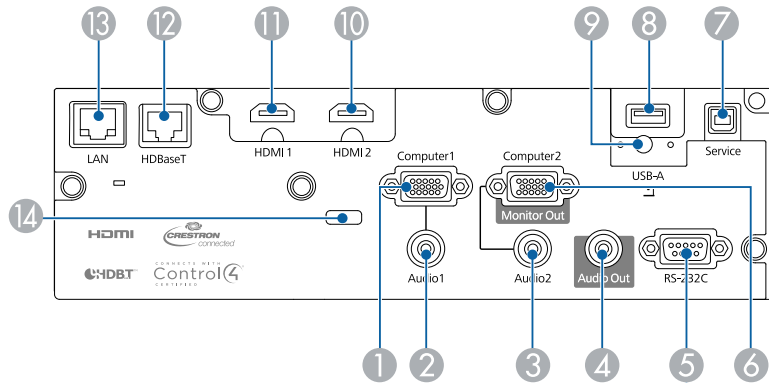 13 12 11 10 9 8 7
LAN HDBaseT HDMI 1 HDMI 2 USB-A Service
Computer1 Computer2
Monitor Out
14
HDMI CRESTRON connected
HDBT CONNECTS WITH Control4 CERTIFIED
Audio1 Audio2 Audio Out RS-232C
1 2 3 4 5 6